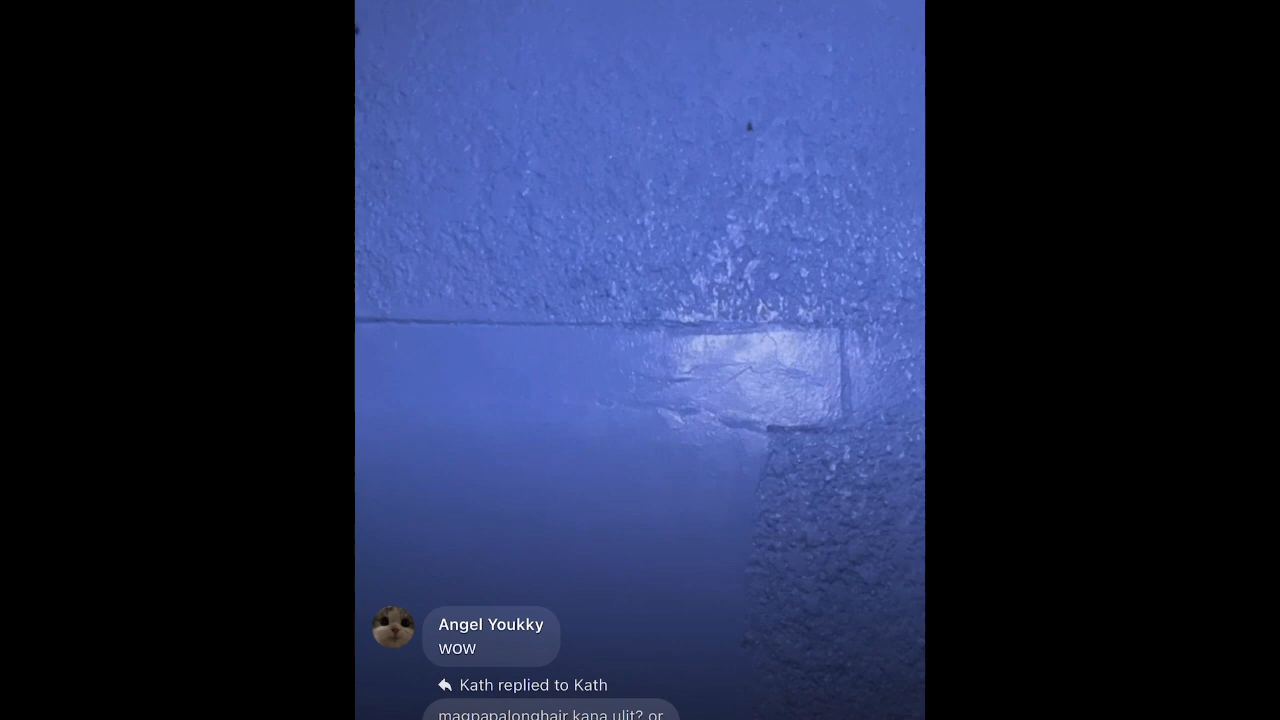 Angel Youkky
wow
Kath replied to Kath
magpapalonghair kana ulit? or